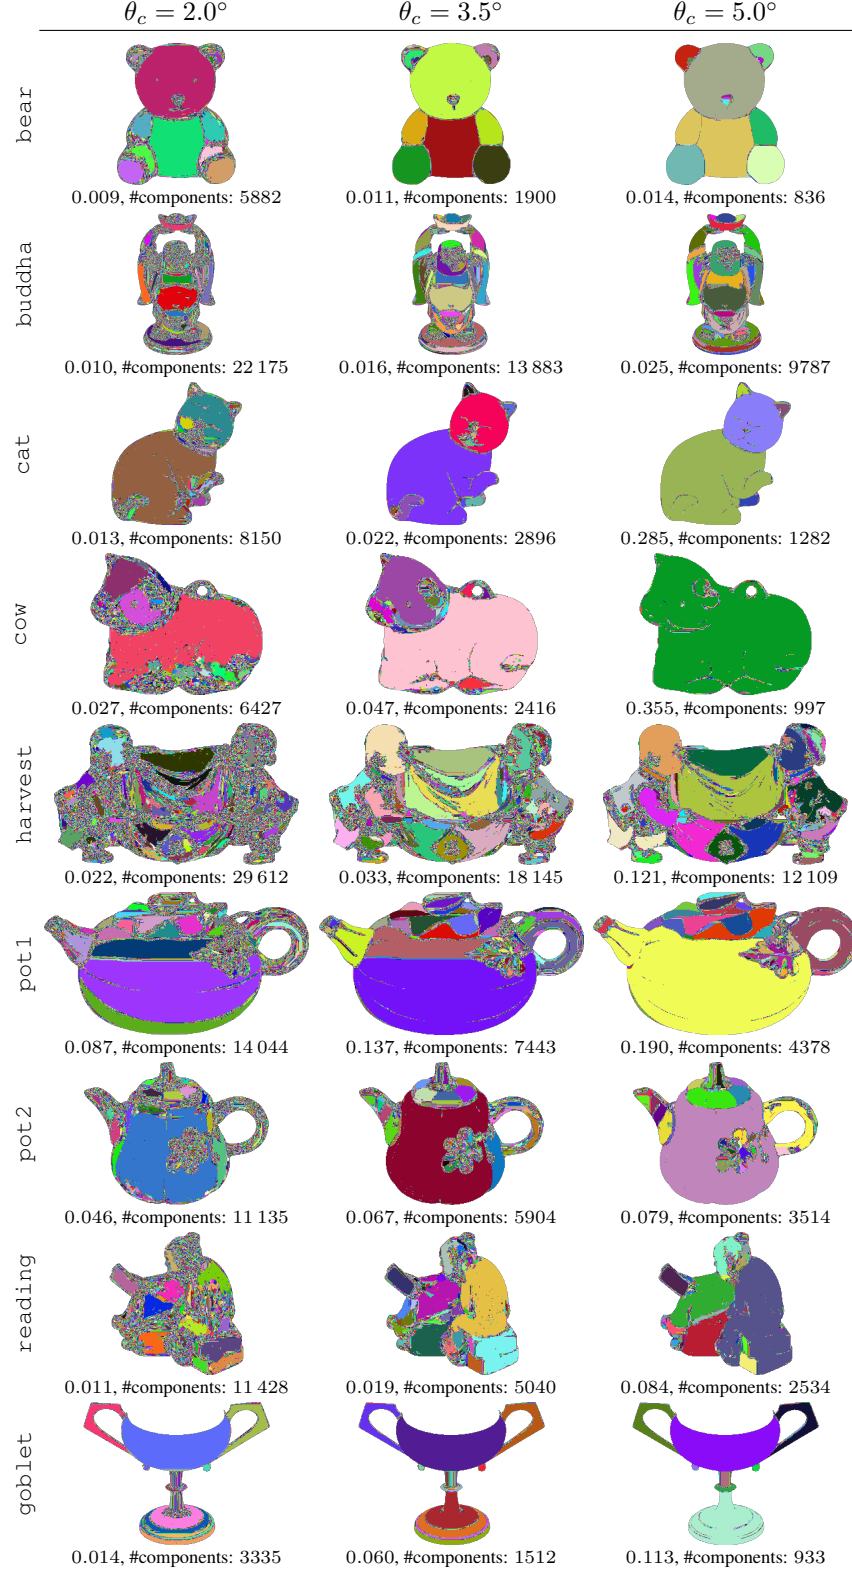 θc = 2.0° θc = 3.5° θc = 5.0°
bear
0.009, #components: 5882 0.011, #components: 1900 0.014, #components: 836
buddha
0.010, #components: 22 175 0.016, #components: 13 883 0.025, #components: 9787
cat
0.013, #components: 8150 0.022, #components: 2896 0.285, #components: 1282
cow
0.027, #components: 6427 0.047, #components: 2416 0.355, #components: 997
harvest
0.022, #components: 29 612 0.033, #components: 18 145 0.121, #components: 12 109
pot1
0.087, #components: 14 044 0.137, #components: 7443 0.190, #components: 4378
pot2
0.046, #components: 11 135 0.067, #components: 5904 0.079, #components: 3514
reading
0.011, #components: 11 428 0.019, #components: 5040 0.084, #components: 2534
goblet
0.014, #components: 3335 0.060, #components: 1512 0.113, #components: 933